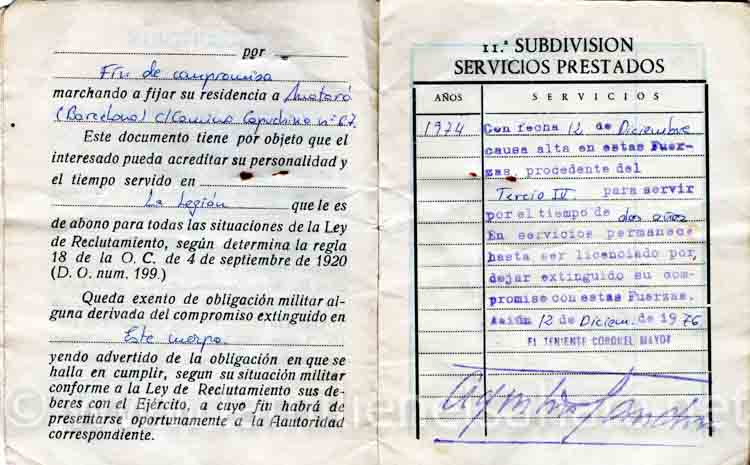 por
Fin de compromiso
marchando a fijar su residencia a Mataró
(Barcelona) c/Camino Capuchino nº 67.
Este documento tiene por objeto que el
interesado pueda acreditar su personalidad y
el tiempo servido en
La Legión que le es
de abono para todas las situaciones de la Ley
de Reclutamiento, según determina la regla
18 de la O. C. de 4 de septiembre de 1920
(D. O. num. 199.)
Queda exento de obligación militar al-
guna derivada del compromiso extinguido en
Este cuerpo
yendo advertido de la obligación en que se
halla en cumplir, segun su situación militar
conforme a la Ley de Reclutamiento sus de-
beres con el Ejército, a cuyo fin habrá de
presentarse oportunamente a la Aautoridad
correspondiente.
11.ª SUBDIVISION
SERVICIOS PRESTADOS
AÑOS SERVICIOS
1974 Con fecha 12 de Diciembre
causa alta en estas Fuer-
zas, procedente del
Tercio IV. para servir
por el tiempo de dos años
En servicios permanece
hasta ser licenciado por
dejar extinguido su com-
promiso con estas Fuerzas.
Aaiún 12 de Diciem. de 1976
EL TENIENTE CORONEL MAYOR